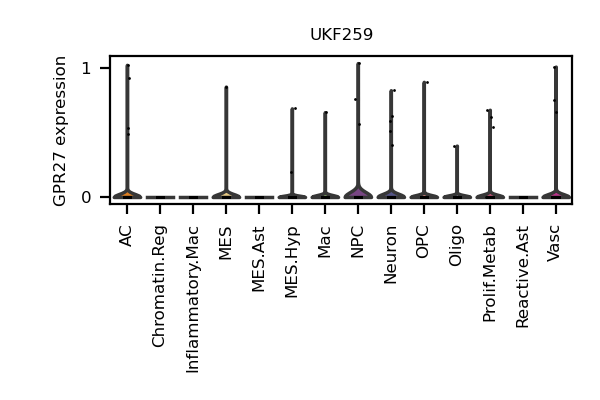 UKF259
GPR27 expression
1
0
AC
Chromatin.Reg
Inflammatory.Mac
MES
MES.Ast
MES.Hyp
Mac
NPC
Neuron
OPC
Oligo
Prolif.Metab
Reactive.Ast
Vasc